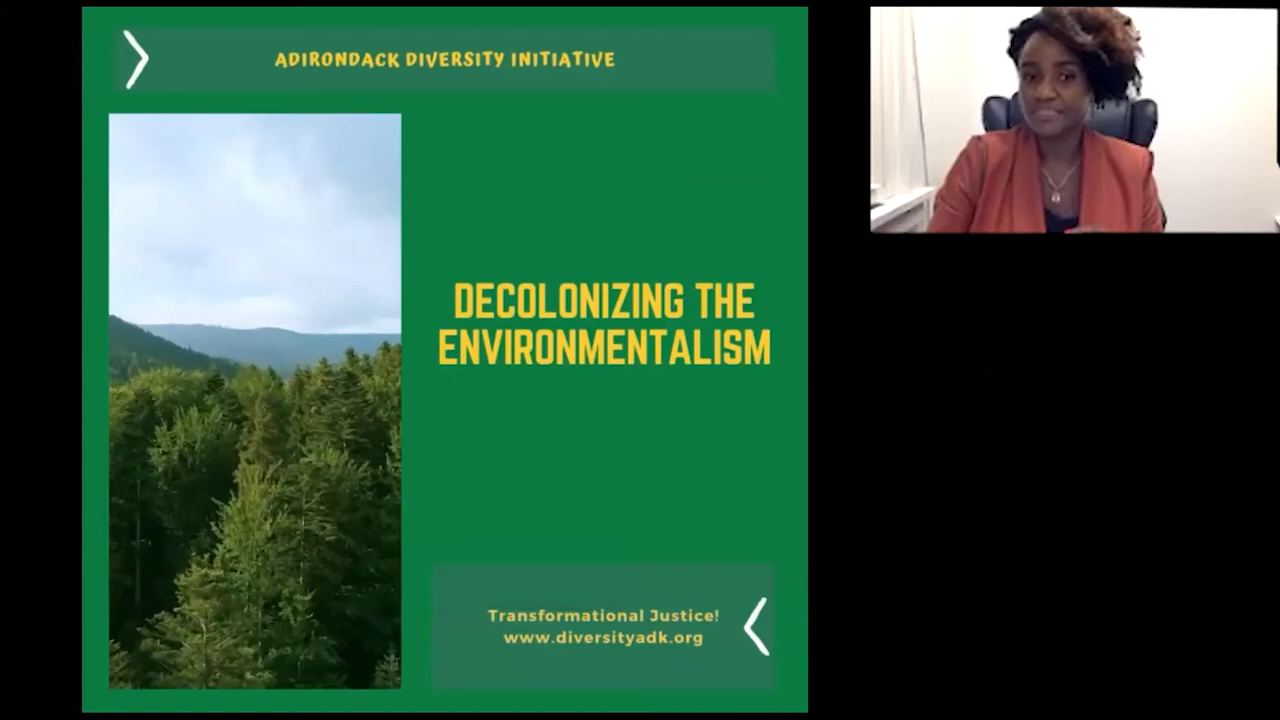 ADIRONDACK DIVERSITY INITIATIVE
DECOLONIZING THE
ENVIRONMENTALISM
Transformational Justice!
www.diversityadk.org